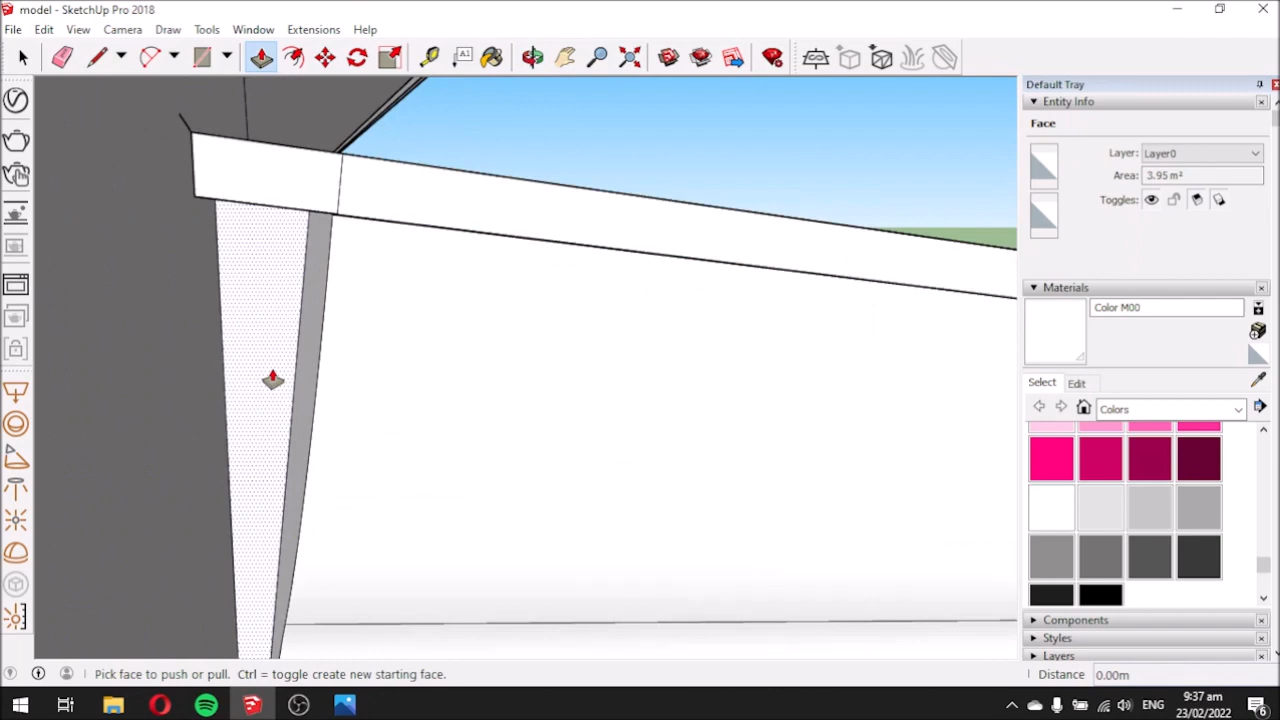 model - SketchUp Pro 2018
File Edit View Camera Draw Tools Window Extensions Help
A1
Default Tray
Entity Info
Face
Layer: Layer0
Area: 3.95 m²
Toggles:
Materials
Color M00
Select Edit
Colors
Components
Styles
Layers
Pick face to push or pull. Ctrl = toggle create new starting face.
Distance 0.00m
ENG
9:37 am
23/02/2022
6